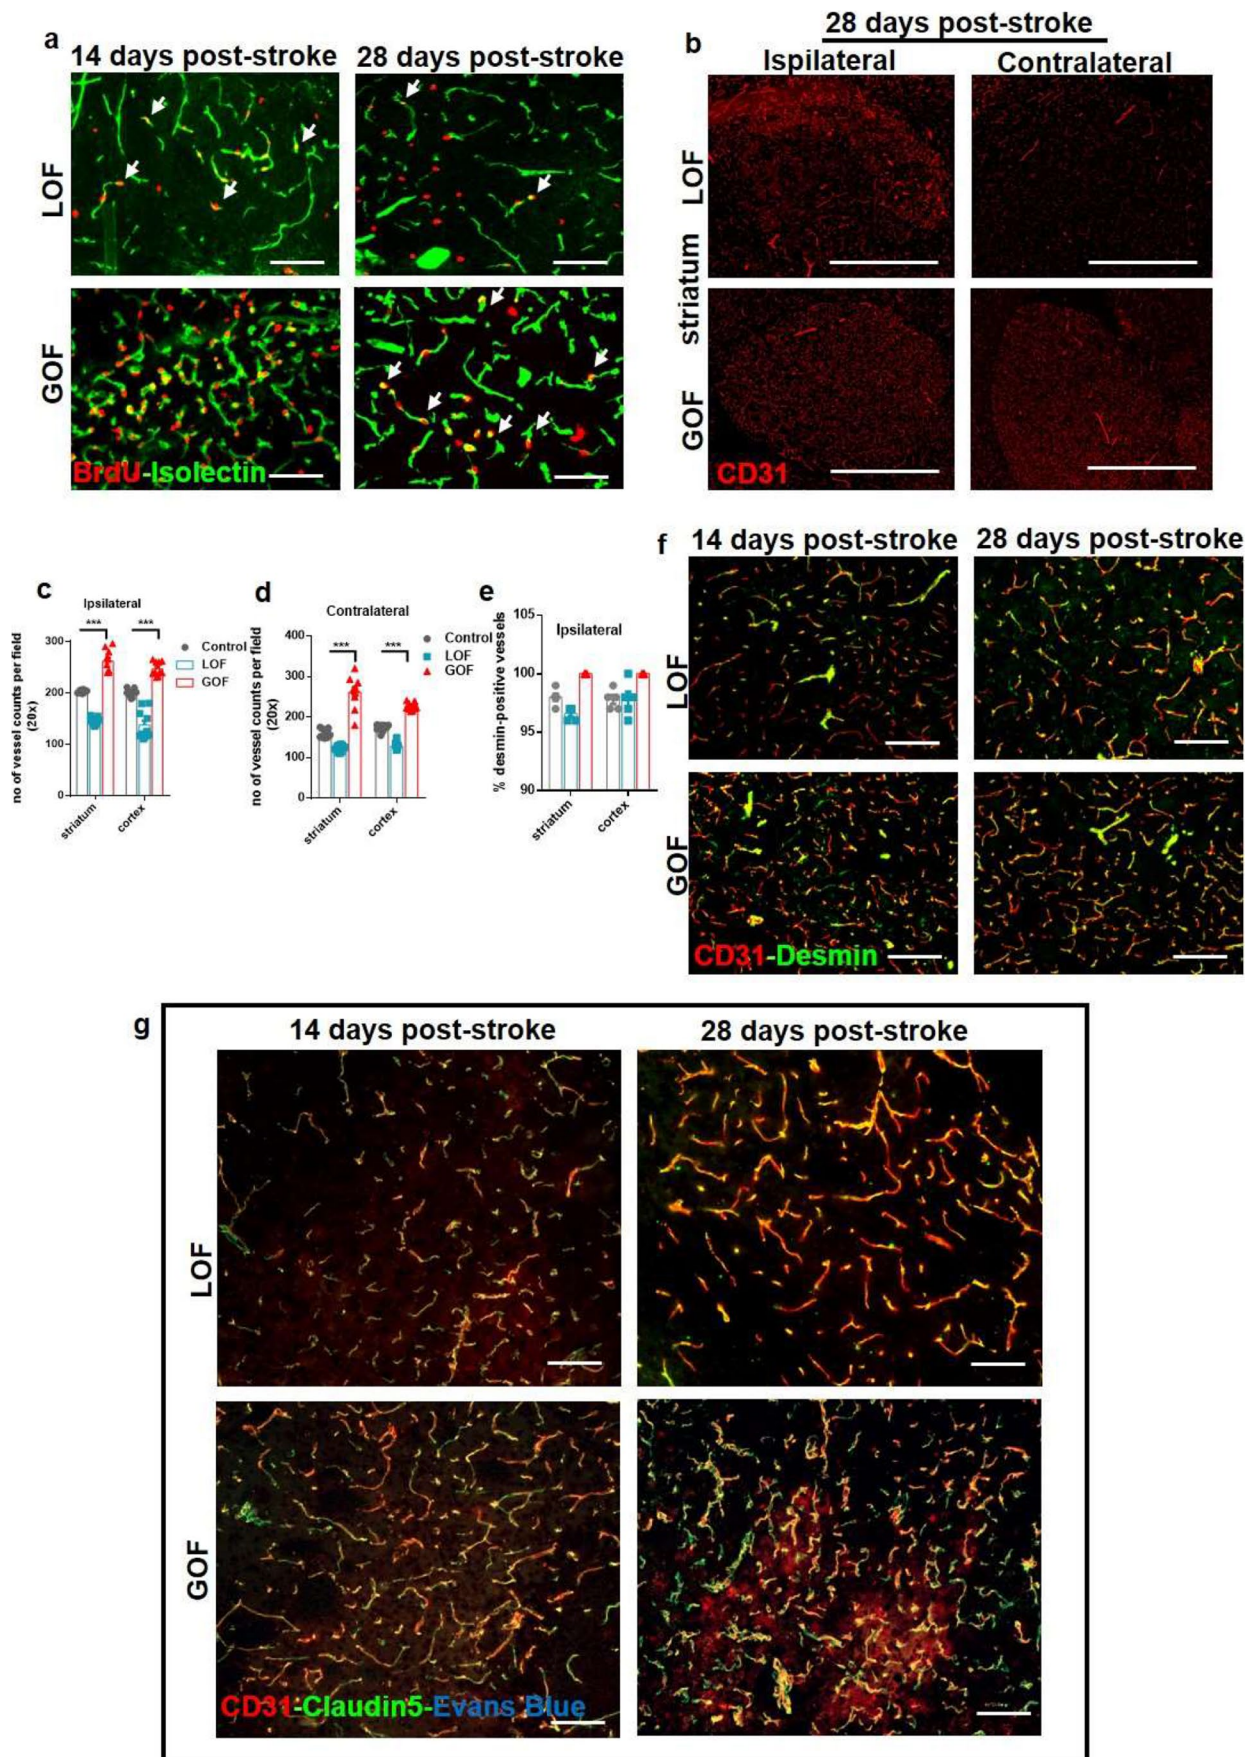 a
14 days post-stroke
28 days post-stroke
LOF
GOF
BrdU-Isolectin
b
28 days post-stroke
Ispilateral
Contralateral
LOF
striatum
GOF
CD31
c
Ipsilateral
***
***
Control
LOF
GOF
no of vessel counts per field
(20x)
300
200
100
0
striatum
cortex
d
Contralateral
***
***
Control
LOF
GOF
no of vessel counts per field
(20x)
400
300
200
100
0
striatum
cortex
e
Ipsilateral
% desmin-positive vessels
105
100
95
90
striatum
cortex
f
14 days post-stroke
28 days post-stroke
LOF
GOF
CD31-Desmin
g
14 days post-stroke
28 days post-stroke
LOF
GOF
CD31-Claudin5-Evans Blue